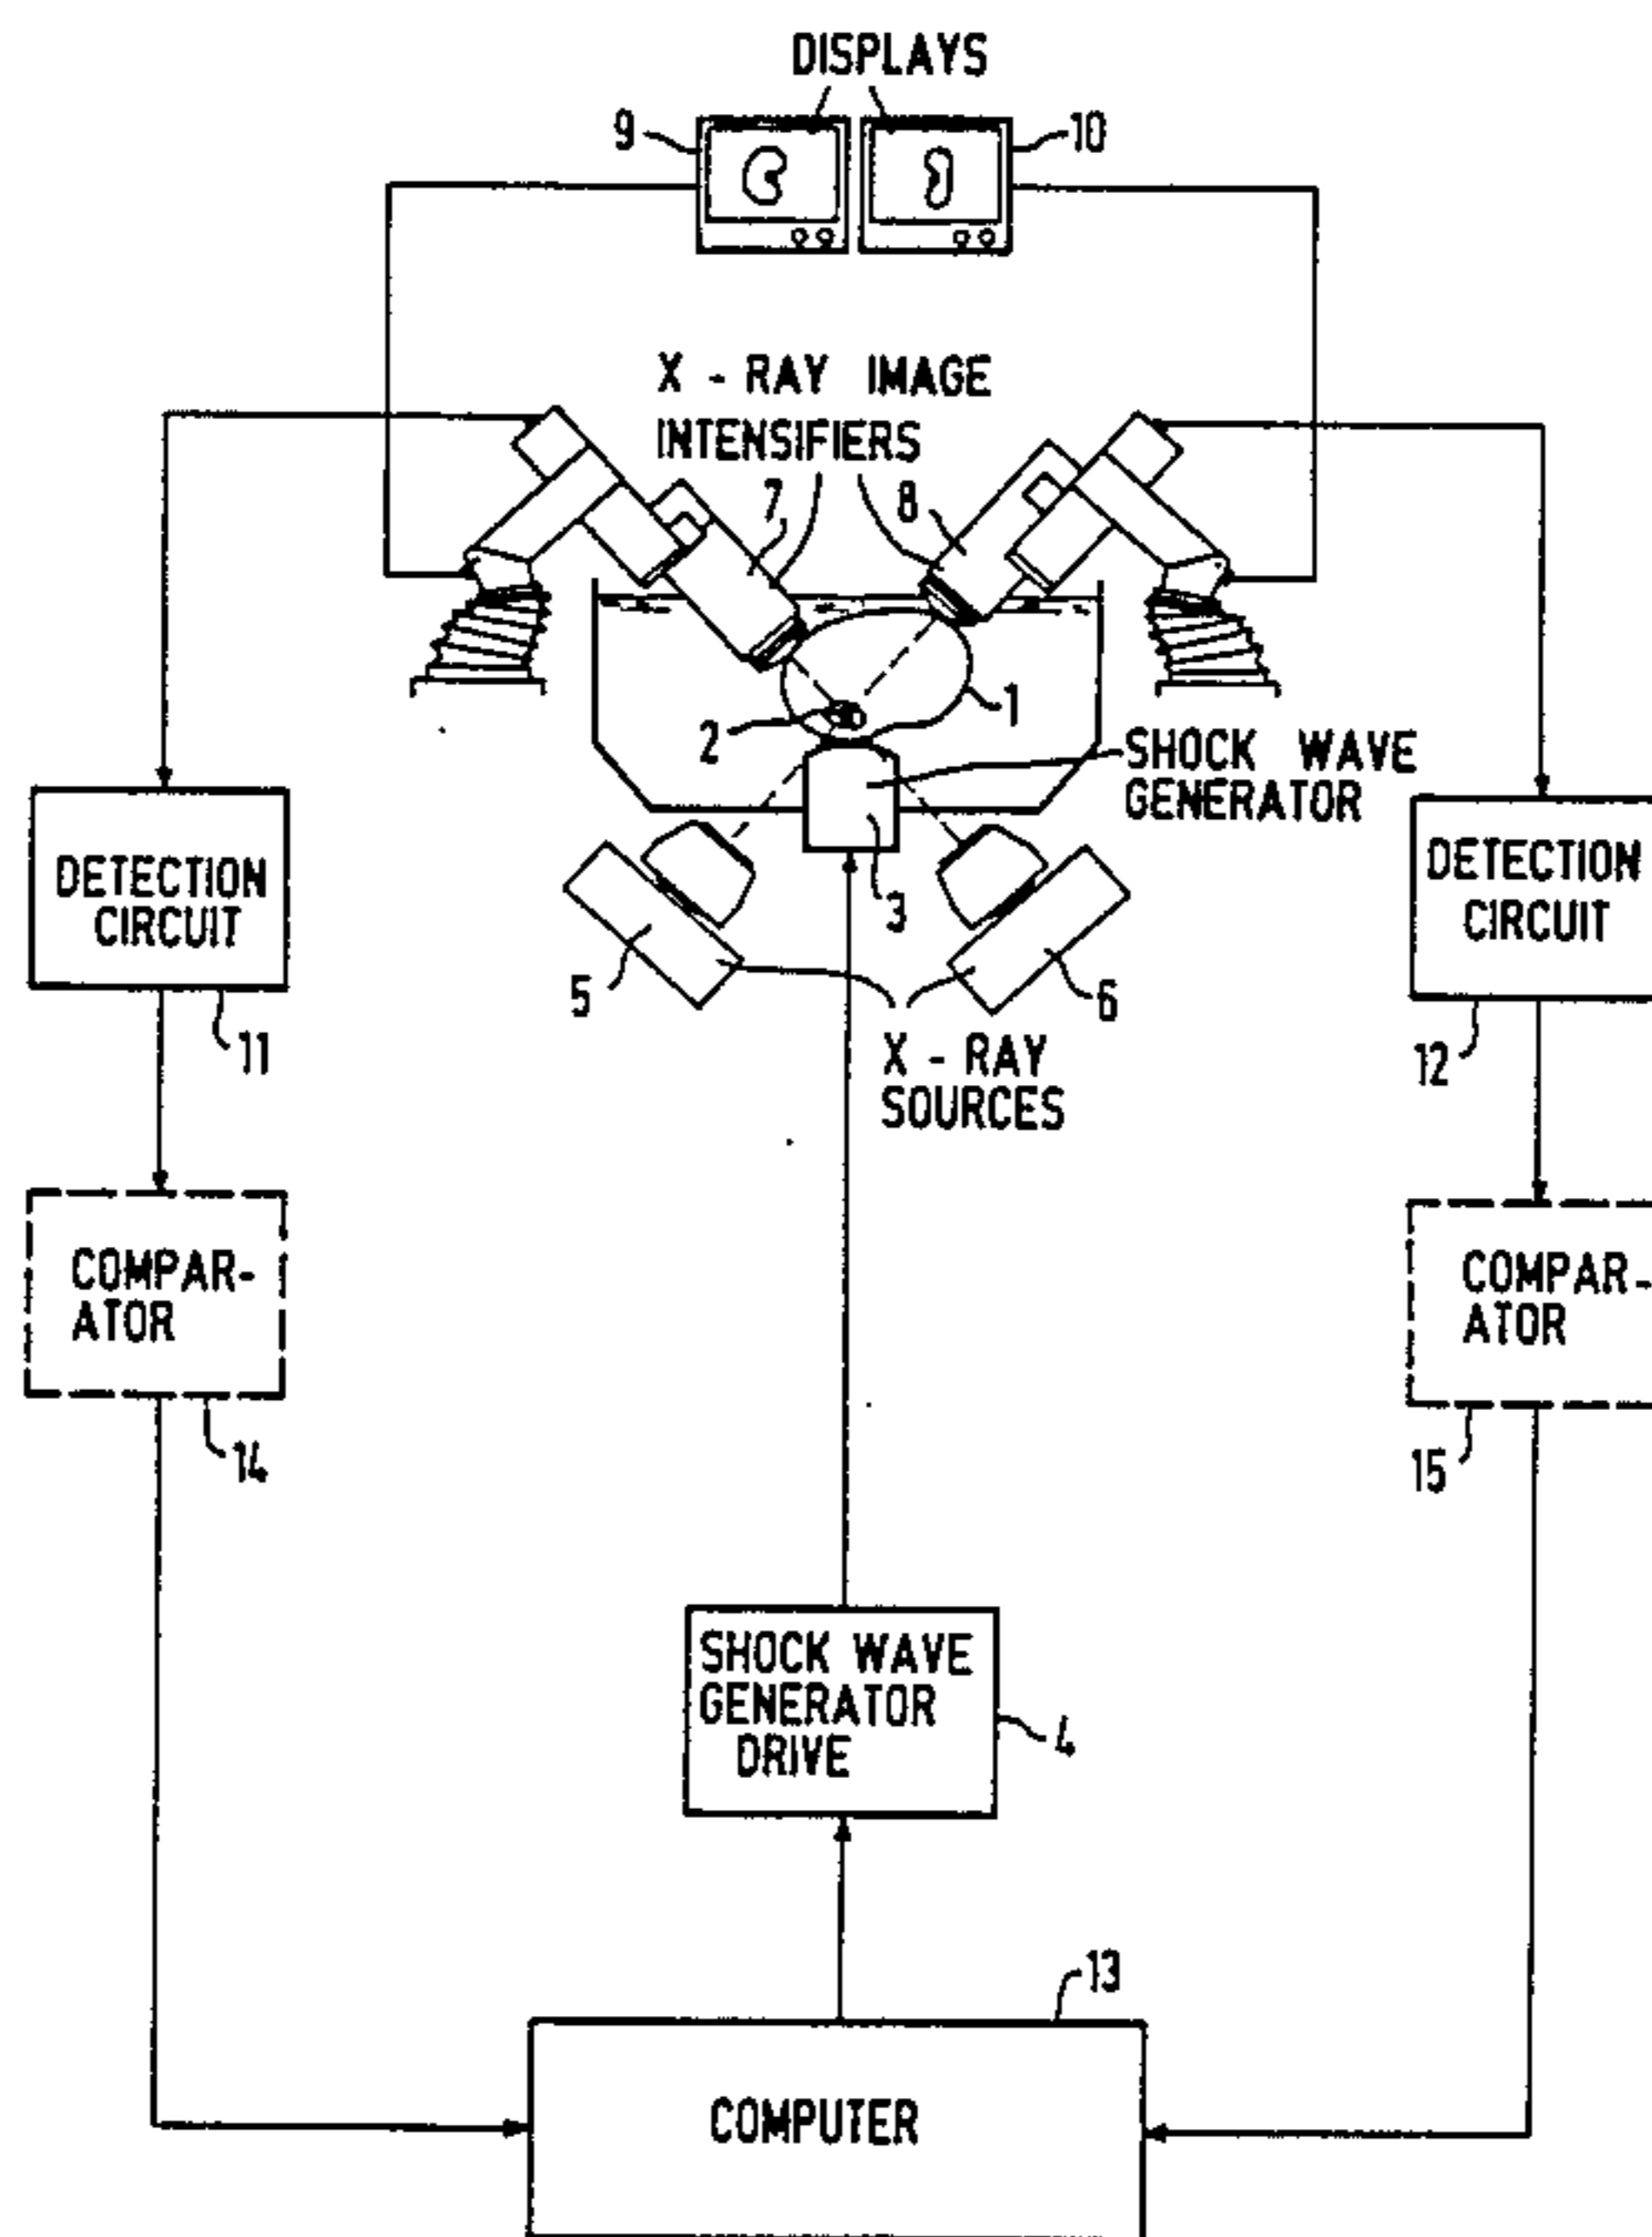 DISPLAYS
9
10
X - RAY IMAGE
INTENSIFIERS
7
8
1
2
SHOCK WAVE
GENERATOR
3
DETECTION
CIRCUIT
DETECTION
CIRCUIT
5
6
11
X - RAY
SOURCES
12
COMPAR-
ATOR
COMPAR-
ATOR
14
15
SHOCK WAVE
GENERATOR
DRIVE
4
13
COMPUTER